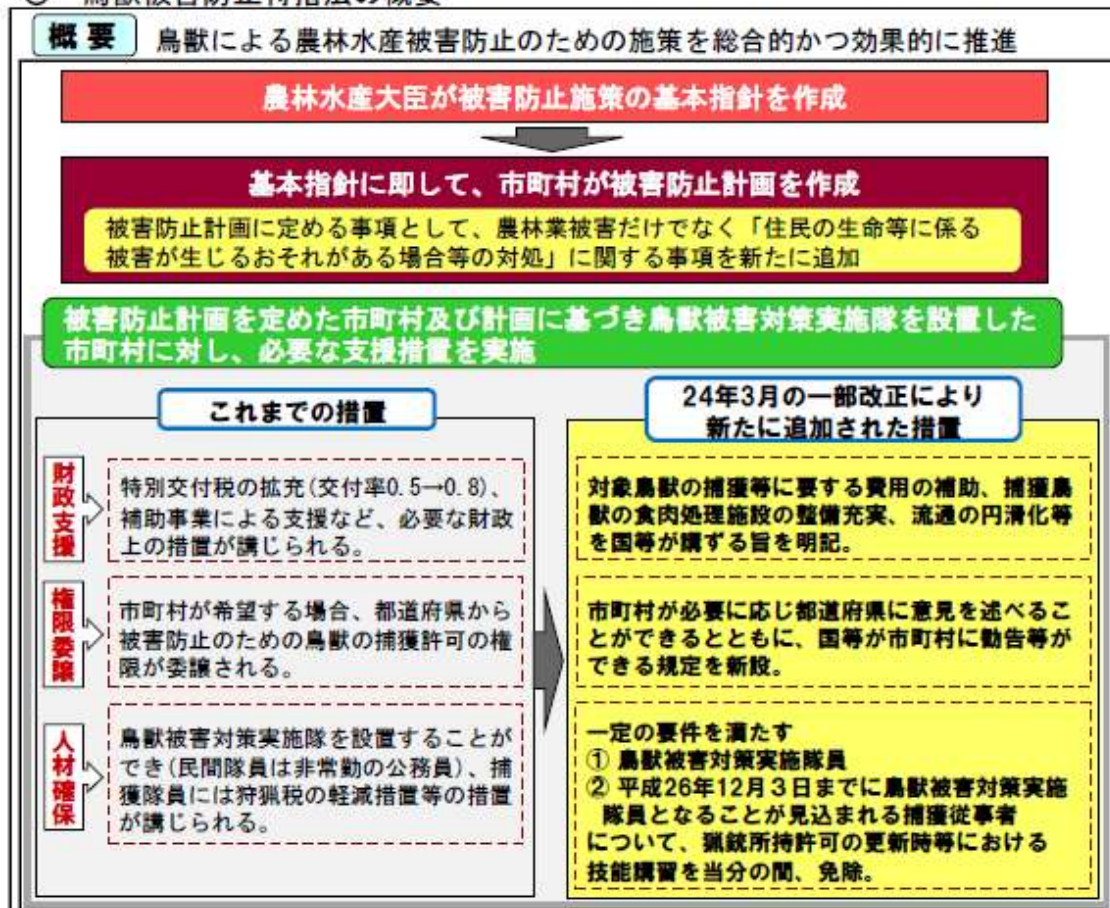 ○ 鳥獣被害防止特措法の概要
概 要 鳥獣による農林水産被害防止のための施策を総合的かつ効果的に推進
農林水産大臣が被害防止施策の基本指針を作成
基本指針に即して、市町村が被害防止計画を作成
被害防止計画に定める事項として、農林業被害だけでなく「住民の生命等に係る
被害が生じるおそれがある場合等の対処」に関する事項を新たに追加
被害防止計画を定めた市町村及び計画に基づき鳥獣被害対策実施隊を設置した
市町村に対し、必要な支援措置を実施
これまでの措置
財政支援
特別交付税の拡充(交付率0.5→0.8)、
補助事業による支援など、必要な財政
上の措置が講じられる。
権限委譲
市町村が希望する場合、都道府県から
被害防止のための鳥獣の捕獲許可の権
限が委譲される。
人材確保
鳥獣被害対策実施隊を設置することが
でき(民間隊員は非常勤の公務員)、捕
獲隊員には狩猟税の軽減措置等の措置
が講じられる。
24年3月の一部改正により
新たに追加された措置
対象鳥獣の捕獲等に要する費用の補助、捕獲鳥
獣の食肉処理施設の整備充実、流通の円滑化等
を国等が講ずる旨を明記。
市町村が必要に応じ都道府県に意見を述べるこ
とができるとともに、国等が市町村に勧告等が
できる規定を新設。
一定の要件を満たす
① 鳥獣被害対策実施隊員
② 平成26年12月3日までに鳥獣被害対策実施
隊員となることが見込まれる捕獲従事者
について、猟銃所持許可の更新時等における
技能講習を当分の間、免除。